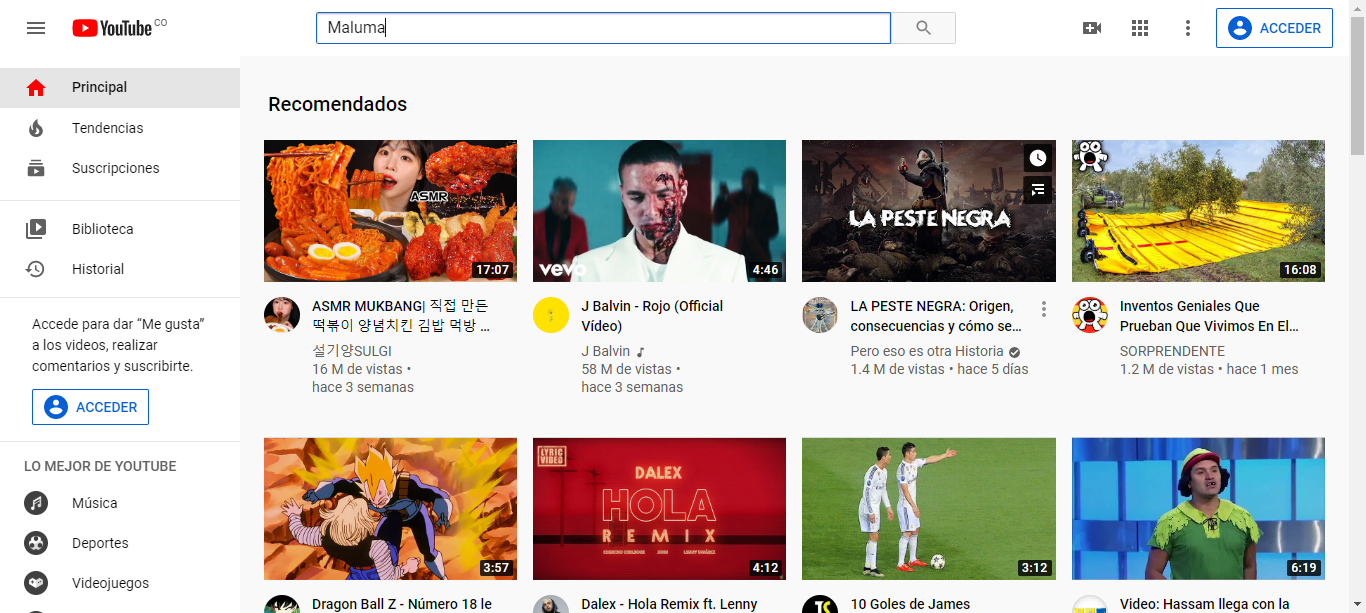 YouTube CO
Maluma
ACCEDER
Principal
Tendencias
Suscripciones
Biblioteca
Historial
Accede para dar “Me gusta”
a los videos, realizar
comentarios y suscribirte.
ACCEDER
LO MEJOR DE YOUTUBE
Música
Deportes
Videojuegos
Recomendados
ASMR
17:07
ASMR MUKBANG| 직접 만든
떡볶이 양념치킨 김밥 먹방 ...
설기양SULGI
16 M de vistas •
hace 3 semanas
vevo
4:46
J Balvin - Rojo (Official
Vídeo)
J Balvin
58 M de vistas •
hace 3 semanas
LA PESTE NEGRA
LA PESTE NEGRA: Origen,
consecuencias y cómo se...
Pero eso es otra Historia
1.4 M de vistas • hace 5 días
16:08
Inventos Geniales Que
Prueban Que Vivimos En El...
SORPRENDENTE
1.2 M de vistas • hace 1 mes
3:57
Dragon Ball Z - Número 18 le
LYRIC
VIDEO
DALEX
HOLA
REMIX
4:12
Dalex - Hola Remix ft. Lenny
3:12
10 Goles de James
6:19
Video: Hassam llega con la